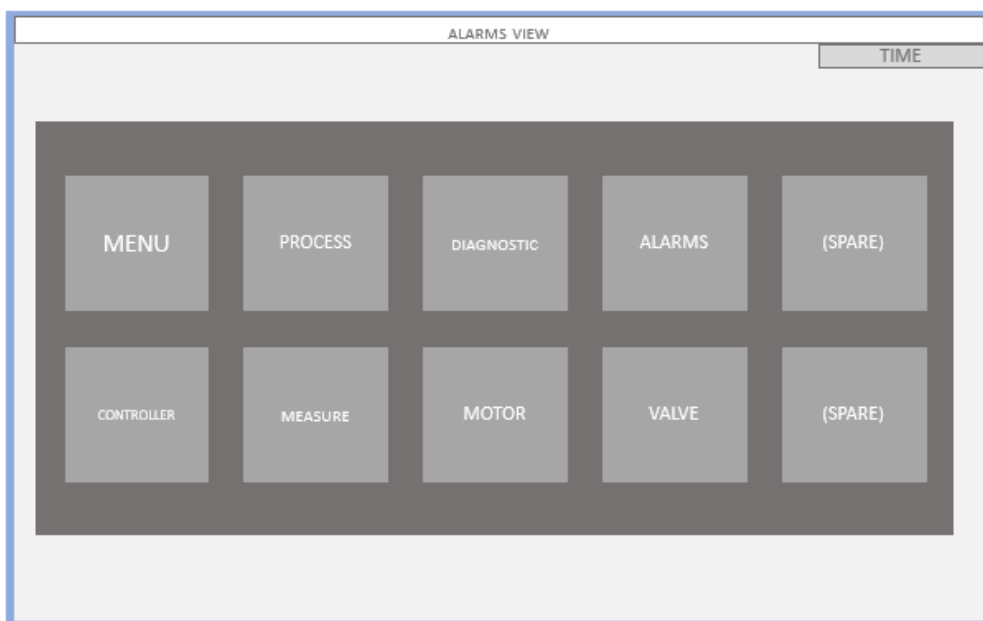 ALARMS VIEW
TIME
MENU PROCESS DIAGNOSTIC ALARMS (SPARE)
CONTROLLER MEASURE MOTOR VALVE (SPARE)